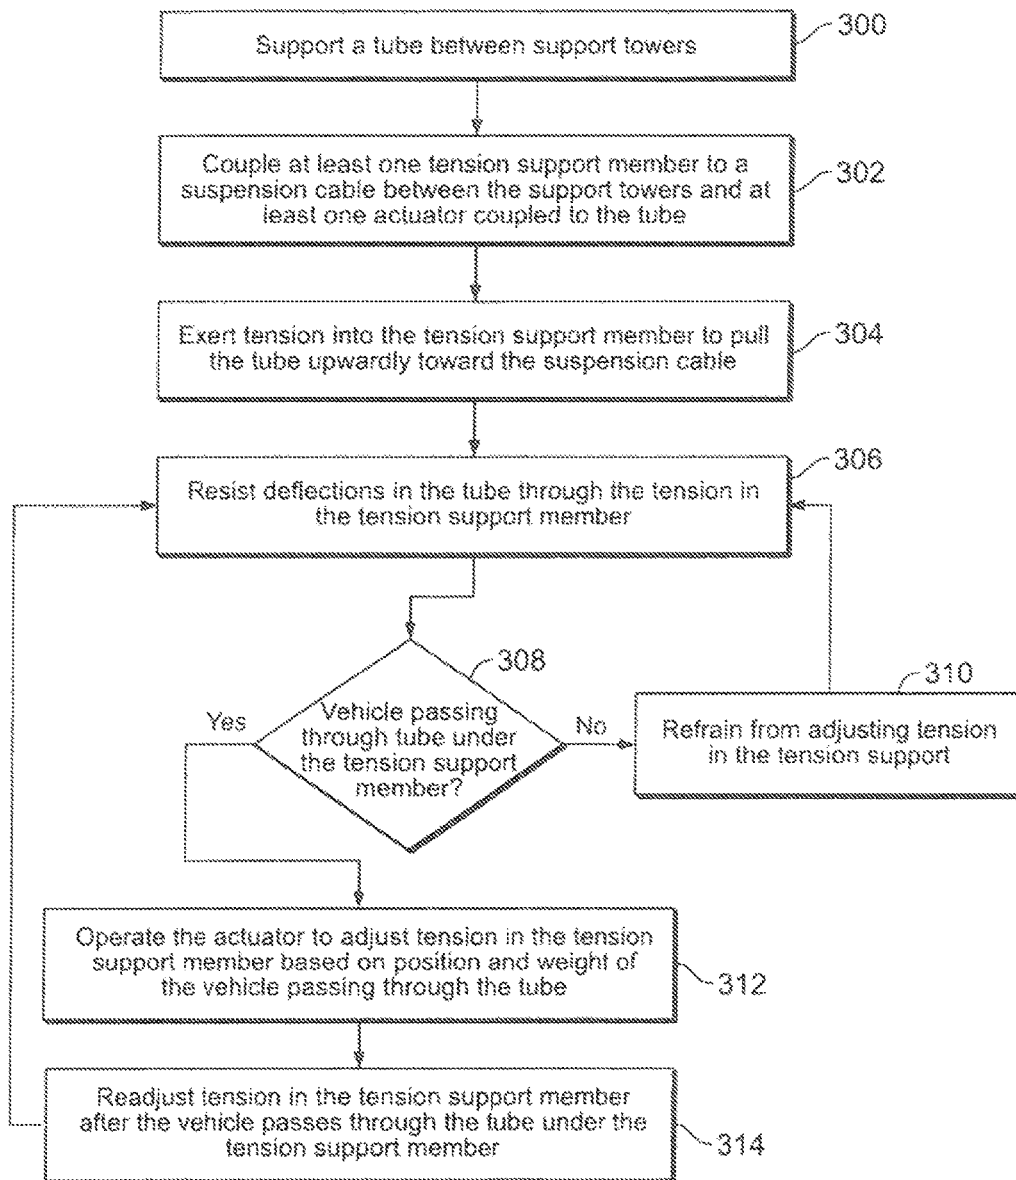 Support a tube between support towers
300
Couple at least one tension support member to a
suspension cable between the support towers and at
least one actuator coupled to the tube
302
Exert tension into the tension support member to pull
the tube upwardly toward the suspension cable
304
Resist deflections in the tube through the tension in
the tension support member
306
Vehicle passing
through tube under
the tension support
member?
308
Yes
No
Refrain from adjusting tension
in the tension support
310
Operate the actuator to adjust tension in the tension
support member based on position and weight of
the vehicle passing through the tube
312
Readjust tension in the tension support member
after the vehicle passes through the tube under the
tension support member
314